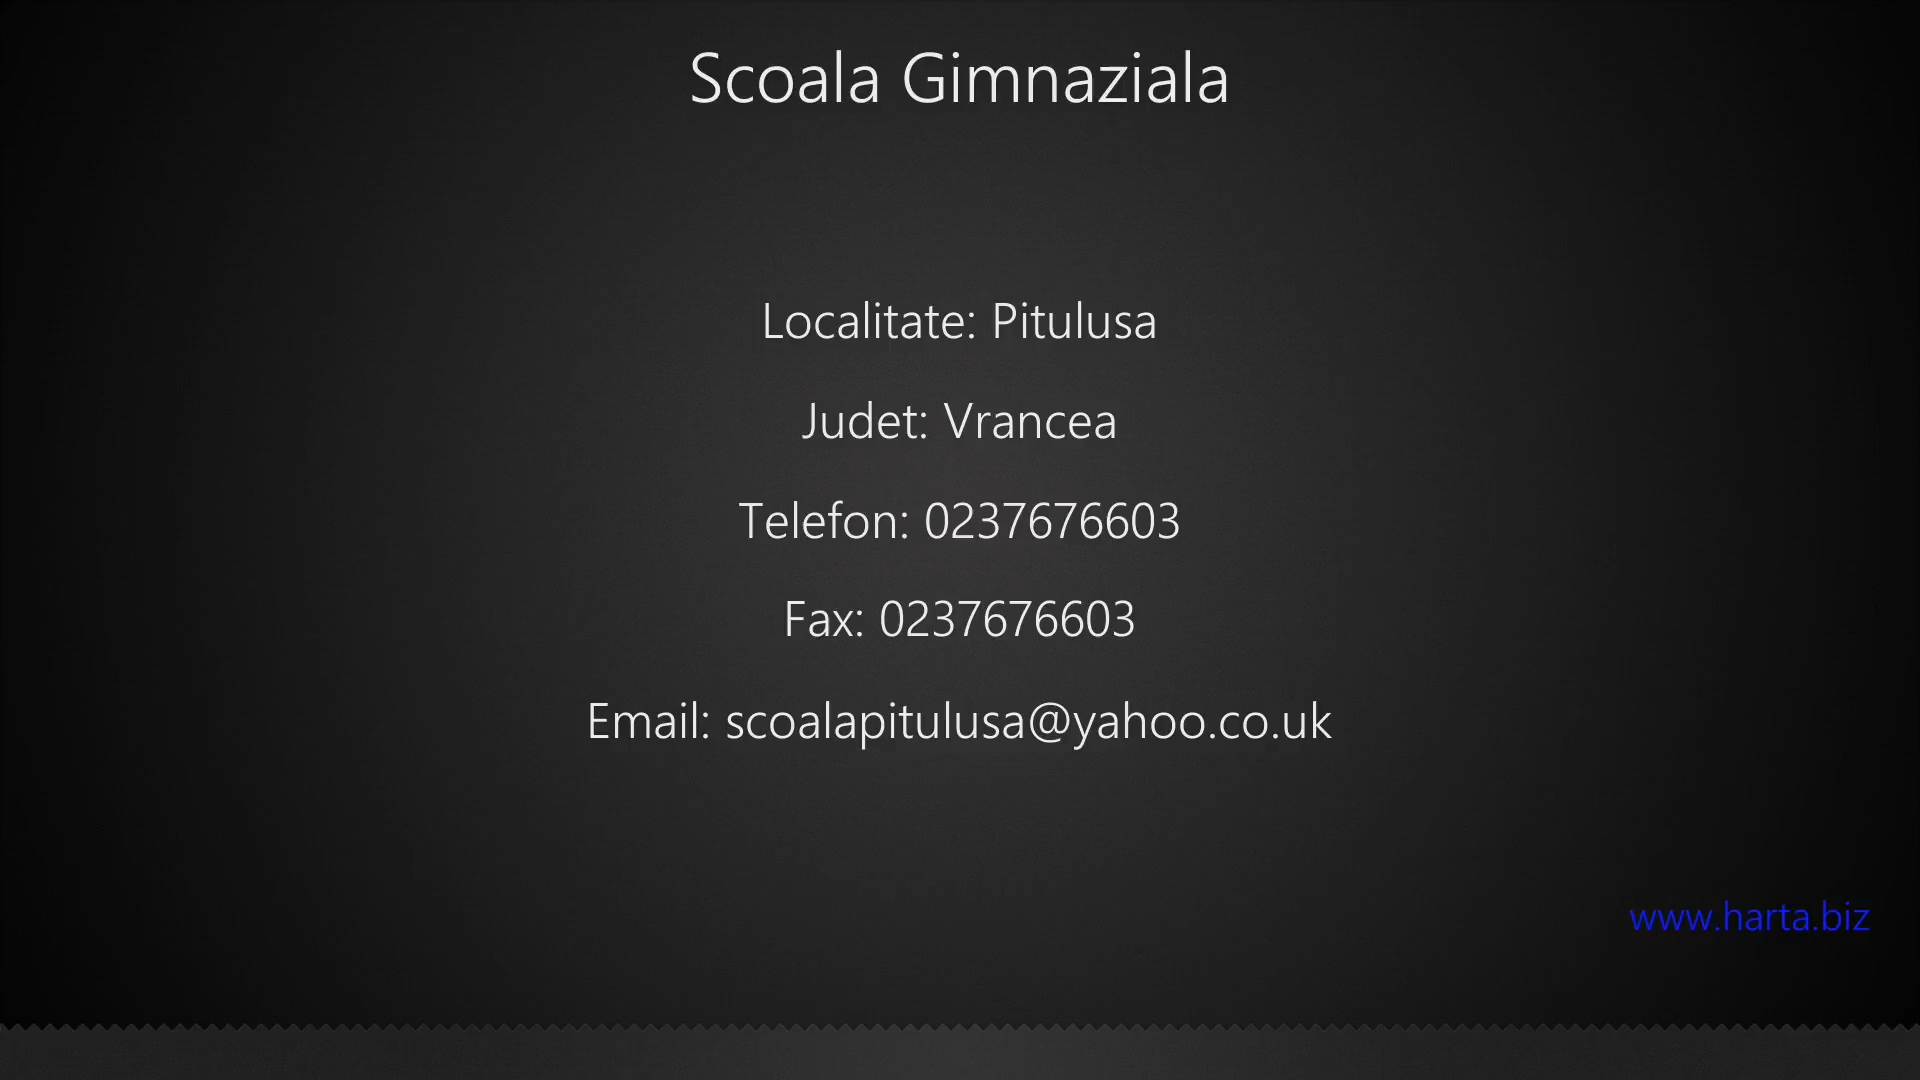 Scoala Gimnaziala
Localitate: Pitulusa
Judet: Vrancea
Telefon: 0237676603
Fax: 0237676603
Email: scoalapitulusa@yahoo.co.uk
www.harta.biz